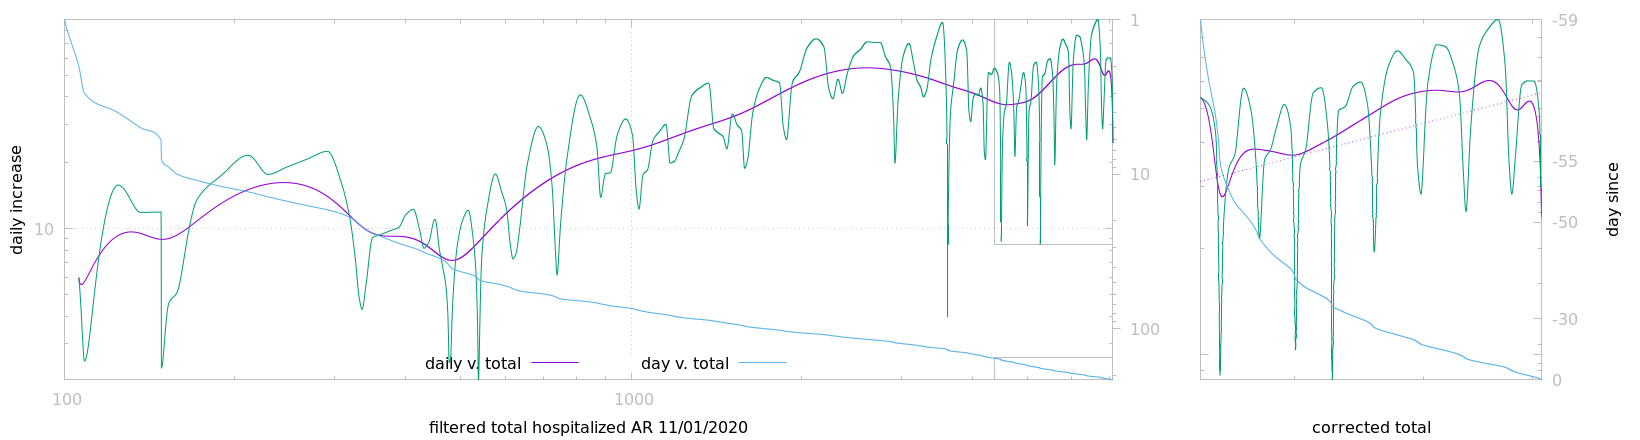 daily increase
10
100
1000
1
10
100
daily v. total
day v. total
filtered total hospitalized AR 11/01/2020
-59
-55
-50
-30
0
day since
corrected total